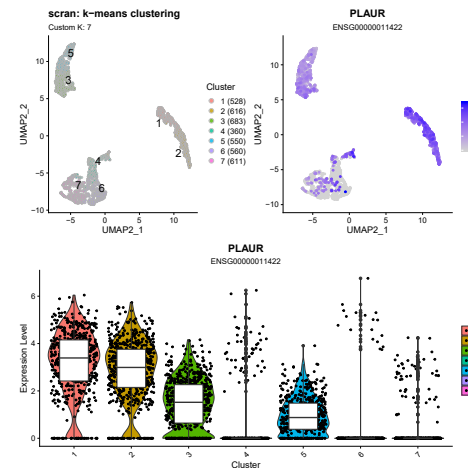 scran: k−means clustering
Custom K: 7
10
5
0
−5
−10
UMAP2_2
−5 0 5 10
UMAP2_1
5
3
1
2
4
7
6
Cluster
1 (528)
2 (616)
3 (683)
4 (360)
5 (550)
6 (560)
7 (611)
PLAUR
ENSG00000011422
10
5
0
−5
−10
UMAP2_2
−5 0 5 10
UMAP2_1
PLAUR
ENSG00000011422
6
4
2
0
Expression Level
1 2 3 4 5 6 7
Cluster